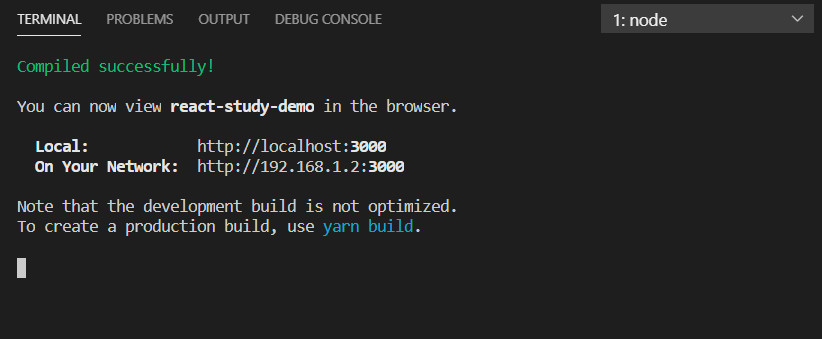 TERMINAL PROBLEMS OUTPUT DEBUG CONSOLE 1: node
Compiled successfully!
You can now view react-study-demo in the browser.
Local: http://localhost:3000
On Your Network: http://192.168.1.2:3000
Note that the development build is not optimized.
To create a production build, use yarn build.